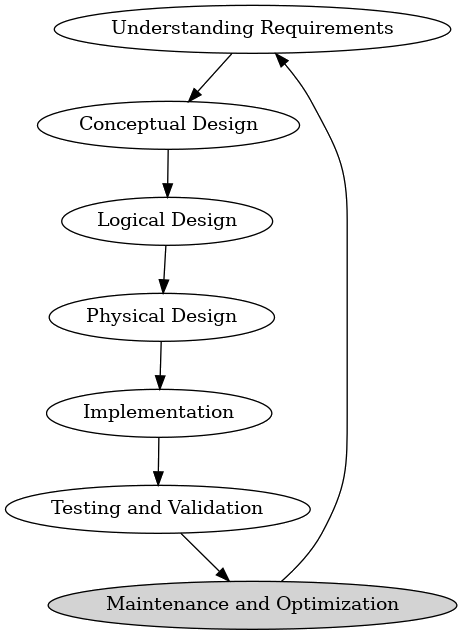 Understanding Requirements
Conceptual Design
Logical Design
Physical Design
Implementation
Testing and Validation
Maintenance and Optimization